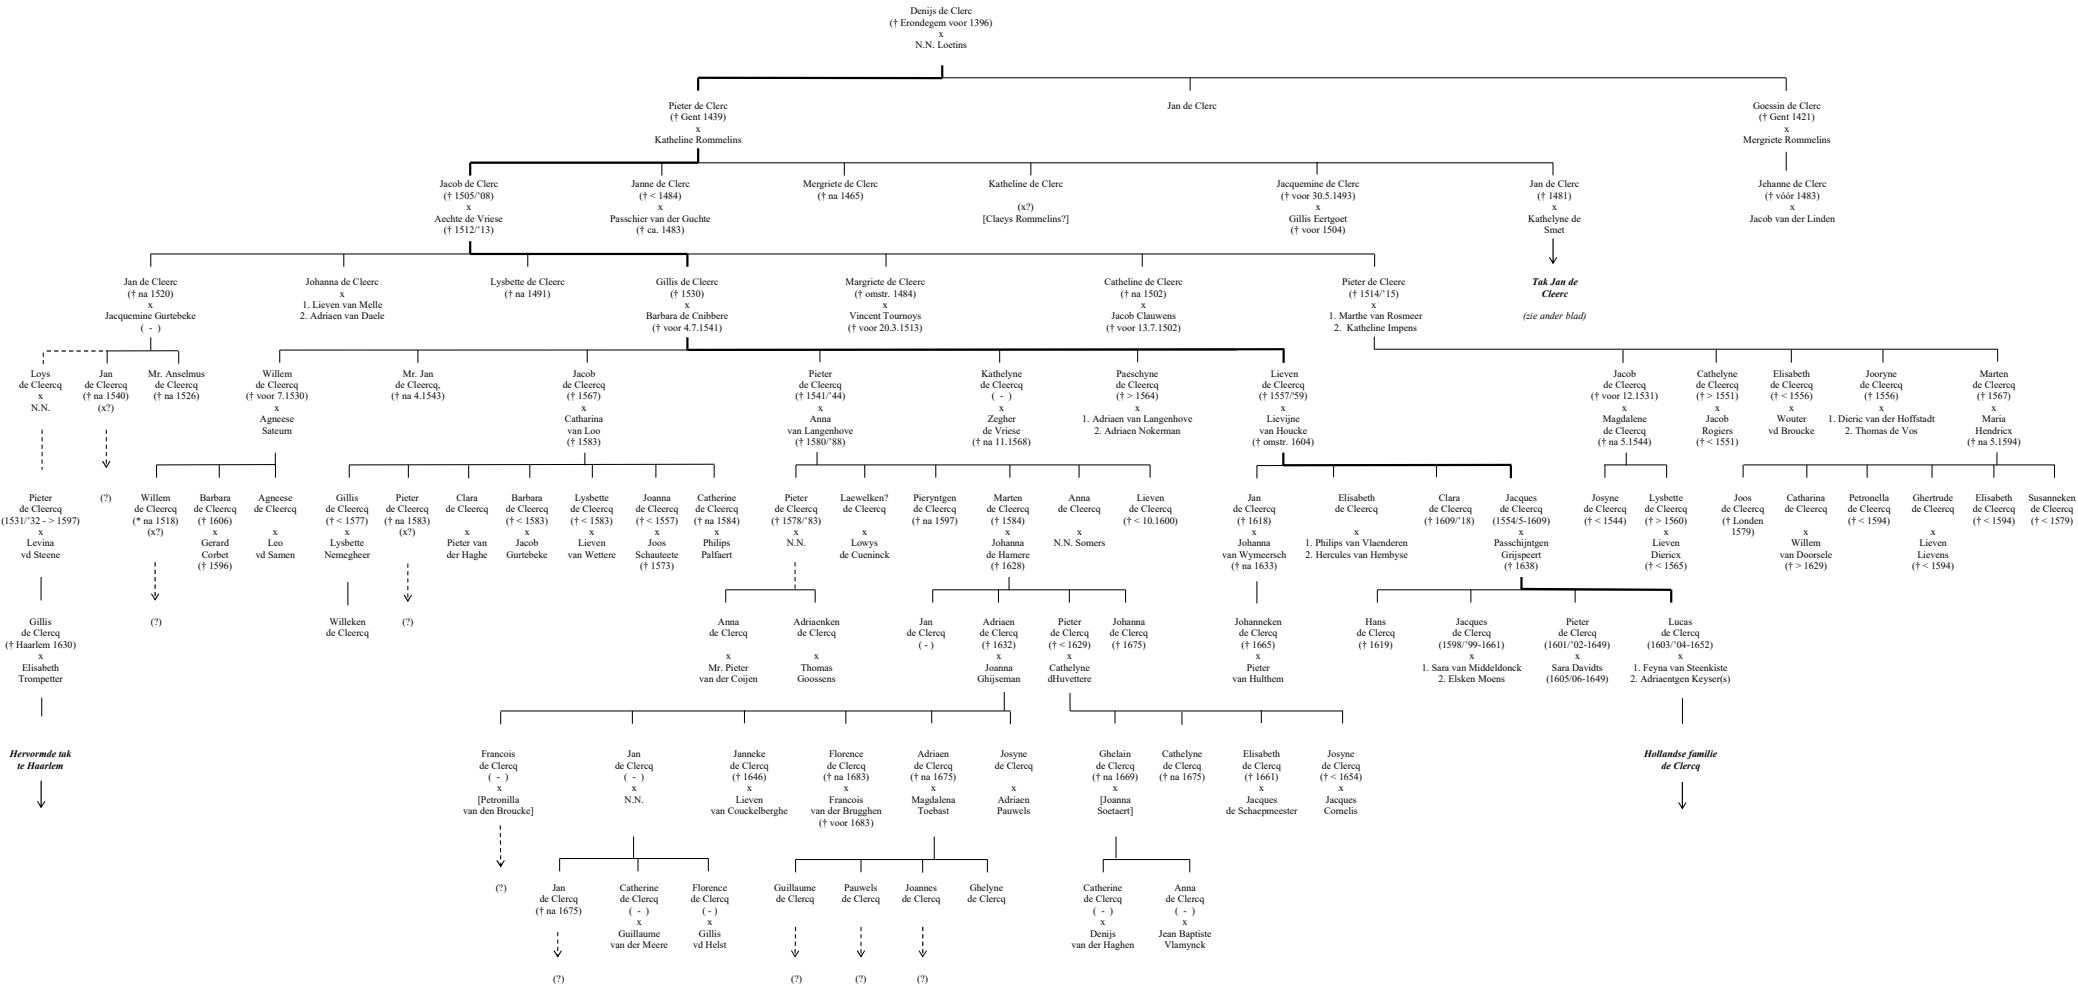 Denijs de Clerc
(† Erondegem voor 1396)
x
N.N. Loetins
Pieter de Clerc
(† Gent 1439)
x
Katheline Rommelins
Jan de Clerc
Goessin de Clerc
(† Gent 1421)
x
Mergriete Rommelins
Jacob de Clerc
(† 1505/'08)
x
Aechte de Vriese
(† 1512/'13)
Janne de Clerc
(† < 1484)
x
Passchier van der Guchte
(† ca. 1483)
Mergriete de Clerc
(† na 1465)
Katheline de Clerc
(x?)
[Claeys Rommelins?]
Jacquemine de Clerc
(† voor 30.5.1493)
x
Gillis Eertgoet
(† voor 1504)
Jan de Clerc
(† 1481)
x
Kathelyne de
Smet
Jehanne de Clerc
(† vóór 1483)
x
Jacob van der Linden
Jan de Cleerc
(† na 1520)
x
Jacquemine Gurtebeke
( - )
Johanna de Cleerc
x
1. Lieven van Melle
2. Adriaen van Daele
Lysbette de Cleerc
(† na 1491)
Gillis de Cleerc
(† 1530)
x
Barbara de Cnibbere
(† voor 4.7.1541)
Margriete de Cleerc
(† omstr. 1484)
x
Vincent Tournoys
(† voor 20.3.1513)
Catheline de Cleerc
(† na 1502)
x
Jacob Clauwens
(† voor 13.7.1502)
Pieter de Cleerc
(† 1514/'15)
x
1. Marthe van Rosmeer
2. Katheline Impens
Tak Jan de
Cleerc
(zie ander blad)
Loys
de Cleercq
x
N.N.
Jan
de Cleercq
(† na 1540)
(x?)
Mr. Anselmus
de Cleercq
(† na 1526)
Willem
de Cleercq
(† voor 7.1530)
x
Agneese
Sateurn
Mr. Jan
de Cleercq,
(† na 4.1543)
Jacob
de Cleercq
(† 1567)
x
Catharina
van Loo
(† 1583)
Pieter
de Cleercq
(† 1541/'44)
x
Anna
van Langenhove
(† 1580/'88)
Kathelyne
de Cleercq
( - )
x
Zegher
de Vriese
(† na 11.1568)
Paeschyne
de Cleercq
(† > 1564)
x
1. Adriaen van Langenhove
2. Adriaen Nokerman
Lieven
de Cleercq
(† 1557/'59)
x
Lievijne
van Houcke
(† omstr. 1604)
Jacob
de Cleercq
(† voor 12.1531)
x
Magdalene
de Cleercq
(† na 5.1544)
Cathelyne
de Cleercq
(† > 1551)
x
Jacob
Rogiers
(† < 1551)
Elisabeth
de Cleercq
(† < 1556)
x
Wouter
vd Broucke
Jooryne
de Cleercq
(† 1556)
x
1. Dieric van der Hoffstadt
2. Thomas de Vos
Marten
de Cleercq
(† 1567)
x
Maria
Hendricx
(† na 5.1594)
Pieter
de Cleercq
(1531/'32 - > 1597)
x
Levina
vd Steene
(?)
Willem
de Cleercq
(* na 1518)
(x?)
Barbara
de Cleercq
(† 1606)
x
Gerard
Corbet
(† 1596)
Agneese
de Cleercq
x
Leo
vd Samen
Gillis
de Cleercq
(† < 1577)
x
Lysbette
Nemegheer
Pieter
de Cleercq
(† na 1583)
(x?)
Clara
de Cleercq
x
Pieter van
der Haghe
Barbara
de Cleercq
(† < 1583)
x
Jacob
Gurtebeke
Lysbette
de Cleercq
(† < 1583)
x
Lieven
van Wettere
Joanna
de Cleercq
(† < 1557)
x
Joos
Schauteete
(† 1573)
Catherine
de Cleercq
(† na 1584)
x
Philips
Palfaert
Pieter
de Cleercq
(† 1578/'83)
x
N.N.
Laewelken?
de Cleercq
x
Lowys
de Cueninck
Pieryntgen
de Cleercq
(† na 1597)
Marten
de Cleercq
(† 1584)
x
Johanna
de Hamere
(† 1628)
Anna
de Cleercq
x
N.N. Somers
Lieven
de Cleercq
(† < 10.1600)
Jan
de Cleercq
(† 1618)
x
Johanna
van Wymeersch
(† na 1633)
Elisabeth
de Cleercq
x
1. Philips van Vlaenderen
2. Hercules van Hembyse
Clara
de Cleercq
(† 1609/'18)
Jacques
de Cleercq
(1554/5-1609)
x
Passchijntgen
Grijspeert
(† 1638)
Josyne
de Cleercq
(† < 1544)
Lysbette
de Cleercq
(† > 1560)
x
Lieven
Diericx
(† < 1565)
Joos
de Cleercq
(† Londen
1579)
Catharina
de Cleercq
x
Willem
van Doorsele
(† > 1629)
Petronella
de Cleercq
(† < 1594)
Ghertrude
de Cleercq
x
Lieven
Lievens
(† < 1594)
Elisabeth
de Cleercq
(† < 1594)
Susanneken
de Cleercq
(† < 1579)
Gillis
de Clercq
(† Haarlem 1630)
x
Elisabeth
Trompetter
(?)
Willeken
de Cleercq
(?)
Anna
de Clercq
x
Mr. Pieter
van der Coijen
Adriaenken
de Clercq
x
Thomas
Goossens
Jan
de Clercq
( - )
Adriaen
de Clercq
(† 1632)
x
Joanna
Ghijseman
Pieter
de Clercq
(† < 1629)
x
Cathelyne
dHuvettere
Johanna
de Clercq
(† 1675)
Johanneken
de Clercq
(† 1665)
x
Pieter
van Hulthem
Hans
de Clercq
(† 1619)
Jacques
de Clercq
(1598/'99-1661)
x
1. Sara van Middeldonck
2. Elsken Moens
Pieter
de Clercq
(1601/'02-1649)
x
Sara Davidts
(1605/06-1649)
Lucas
de Clercq
(1603/'04-1652)
x
1. Feyna van Steenkiste
2. Adriaentgen Keyser(s)
Hervormde tak
te Haarlem
Francois
de Clercq
( - )
x
[Petronilla
van den Broucke]
Jan
de Clercq
( - )
x
N.N.
Janneke
de Clercq
(† 1646)
x
Lieven
van Couckelberghe
Florence
de Clercq
(† na 1683)
x
Francois
van der Brugghen
(† voor 1683)
Adriaen
de Clercq
(† na 1675)
x
Magdalena
Toebast
Josyne
de Clercq
x
Adriaen
Pauwels
Ghelain
de Clercq
(† na 1669)
x
[Joanna
Soetaert]
Cathelyne
de Clercq
(† na 1675)
Elisabeth
de Clercq
(† 1661)
x
Jacques
de Schaepmeester
Josyne
de Clercq
(† < 1654)
x
Jacques
Cornelis
Hollandse familie
de Clercq
(?)
Jan
de Clercq
(† na 1675)
Catherine
de Clercq
( - )
x
Guillaume
van der Meere
Florence
de Clercq
( - )
x
Gillis
vd Helst
Guillaume
de Clercq
Pauwels
de Clercq
Joannes
de Clercq
Ghelyne
de Clercq
Catherine
de Clercq
( - )
x
Denijs
van der Haghen
Anna
de Clercq
( - )
x
Jean Baptiste
Vlamynck
(?)
(?)
(?)
(?)